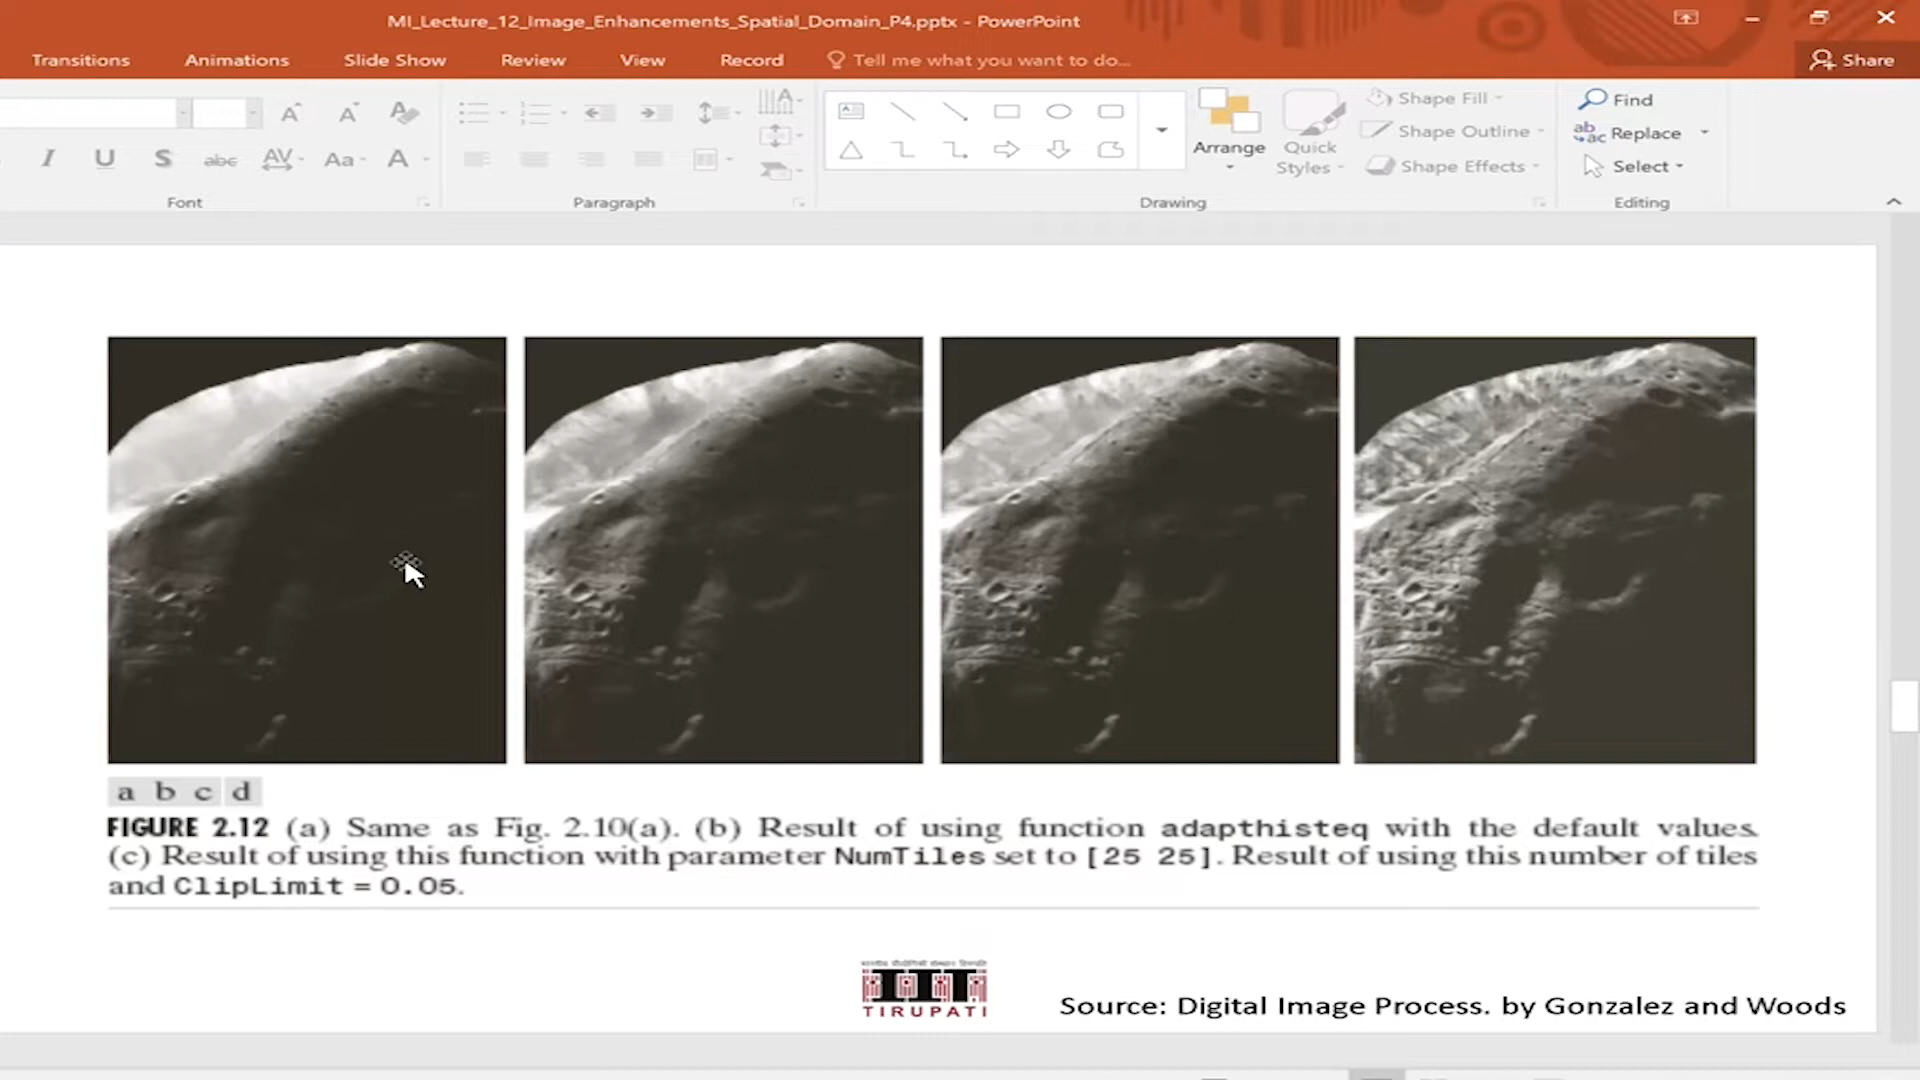 MI_Lecture_12_Image_Enhancements_Spatial_Domain_P4.pptx - PowerPoint
Transitions Animations Slide Show Review View Record Tell me what you want to do... Share
Shape Fill Find
Shape Outline Replace
Arrange Quick Styles Shape Effects Select
I U S abc AV Aa A
Font Paragraph Drawing Editing
a b c d
FIGURE 2.12 (a) Same as Fig. 2.10(a). (b) Result of using function adapthisteq with the default values.
(c) Result of using this function with parameter NumTiles set to [25 25]. Result of using this number of tiles
and ClipLimit = 0.05.
TIRUPATI
Source: Digital Image Process. by Gonzalez and Woods